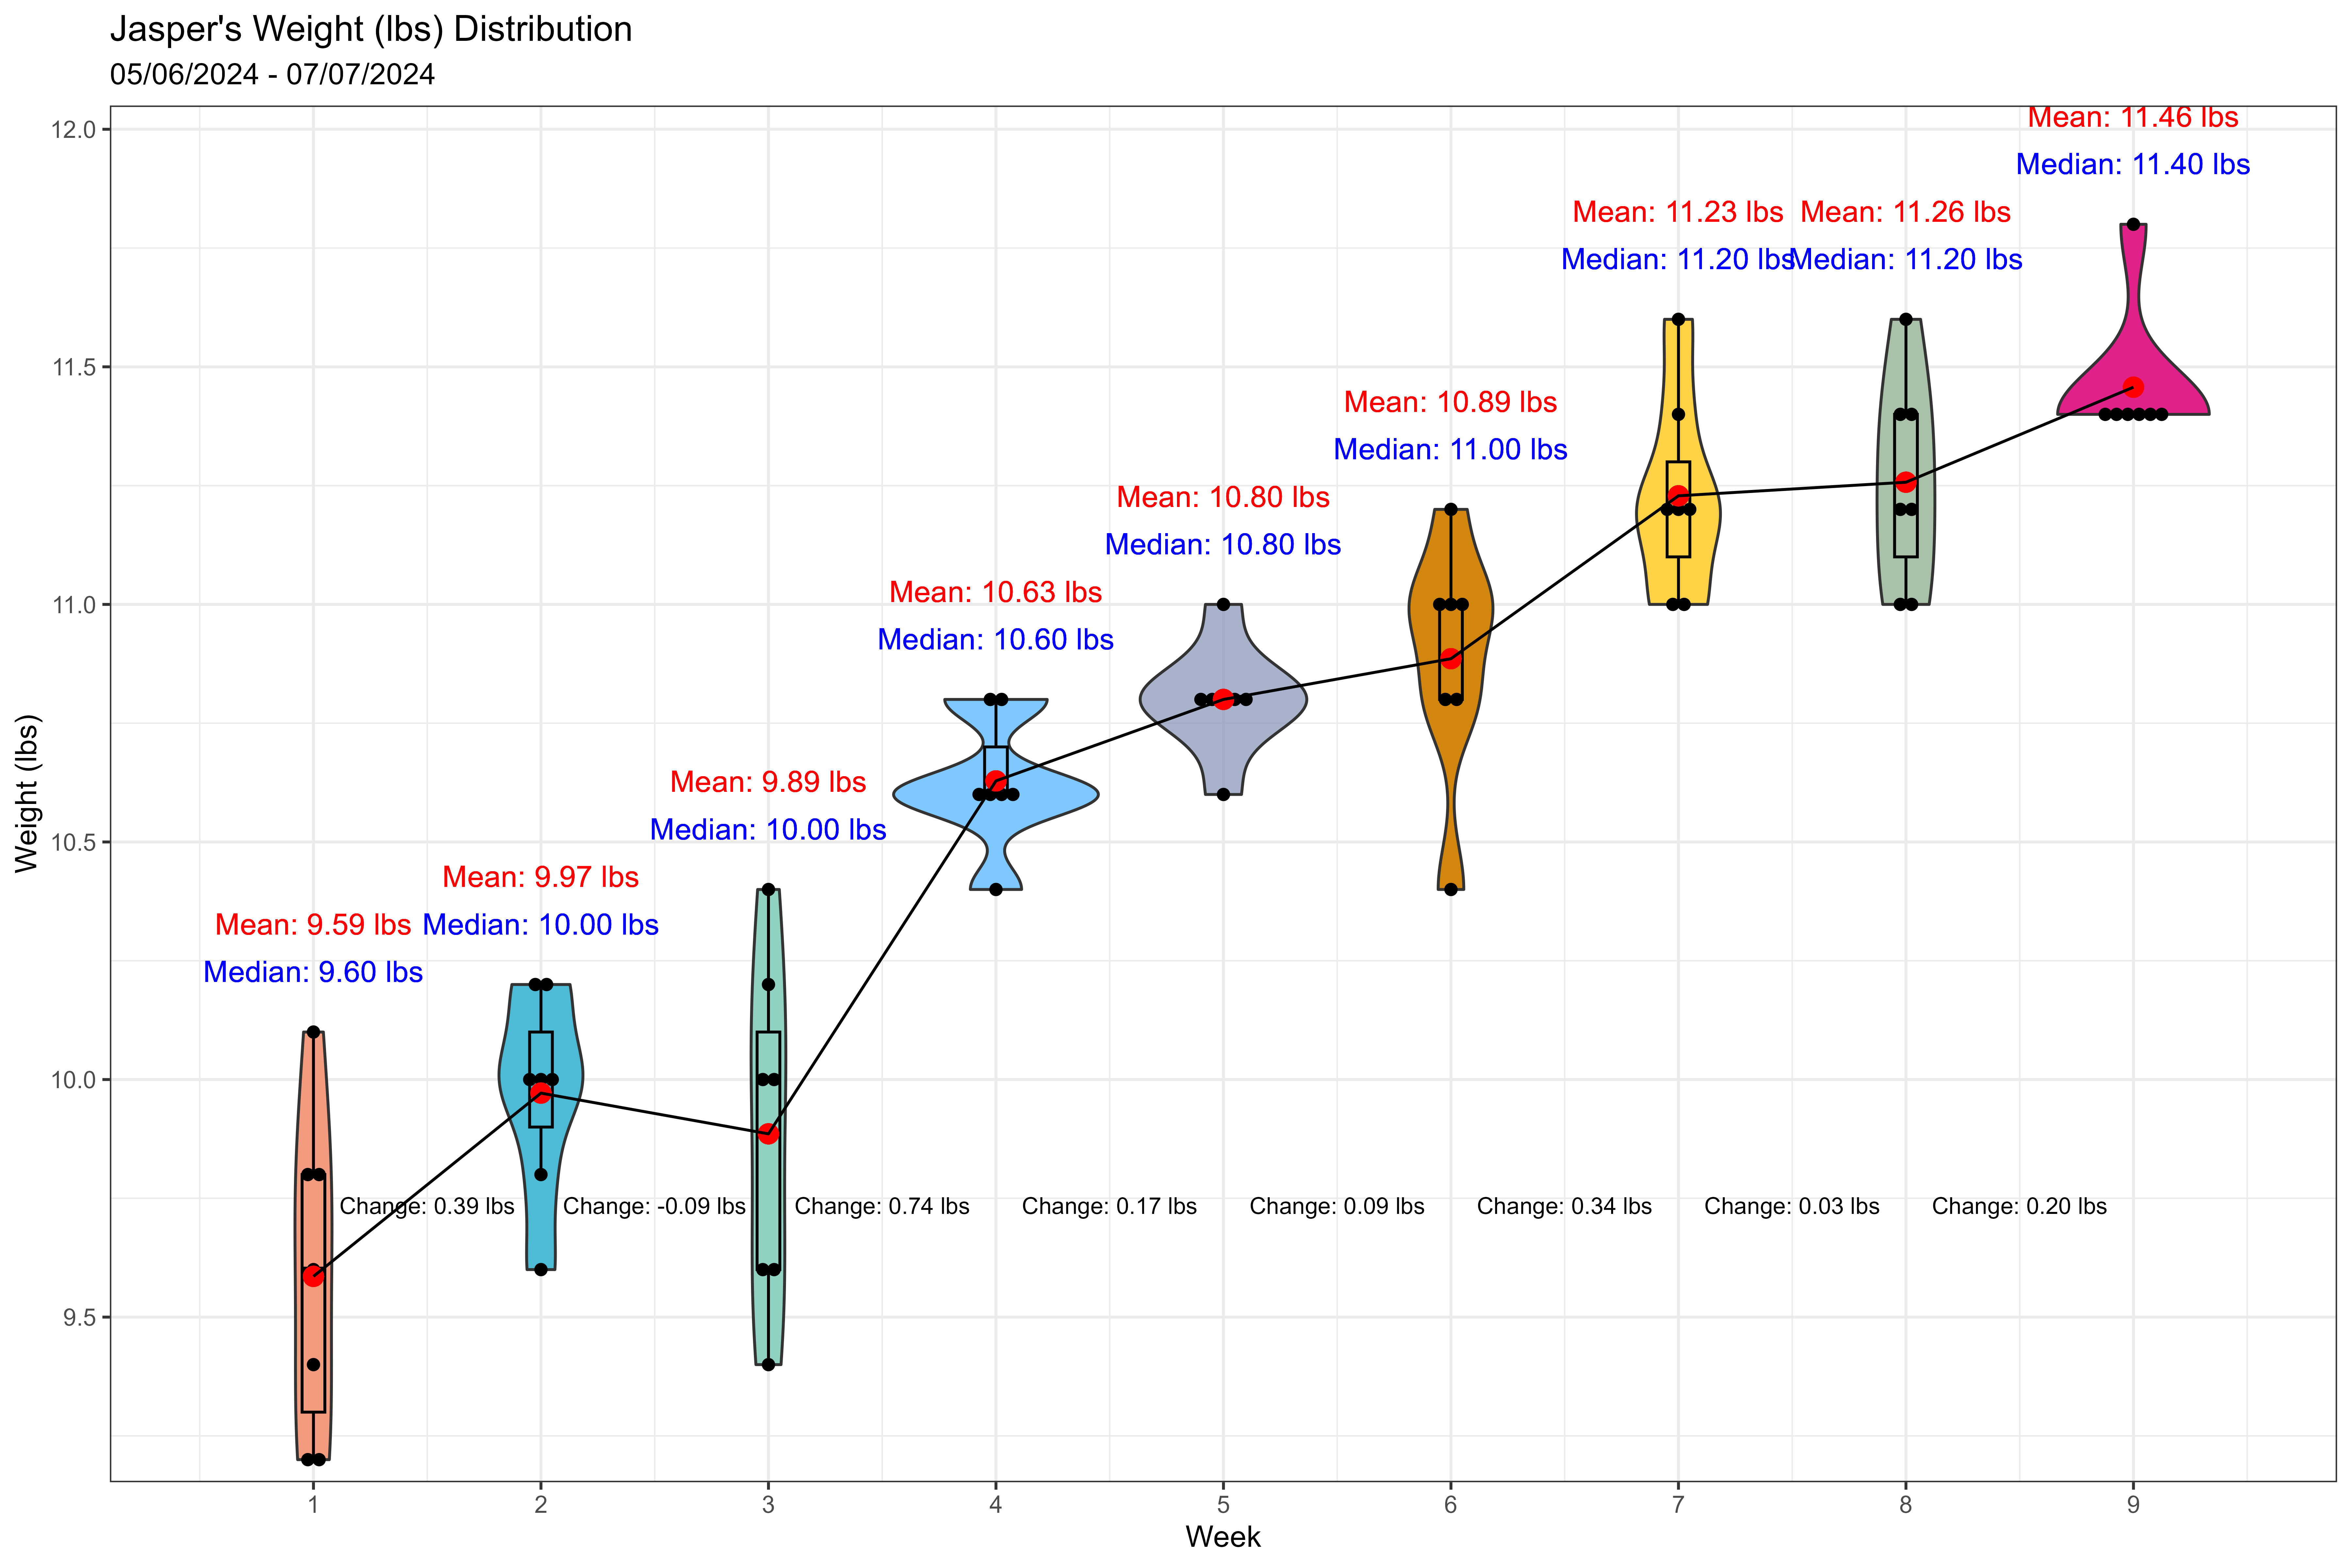 Jasper's Weight (lbs) Distribution
05/06/2024 - 07/07/2024
Mean: 11.46 lbs
12.0
Median: 11.40 lbs
Mean: 11.23 lbs
Mean: 11.26 lbs
Median: 11.20 lbs
Median: 11.20 lbs
11.5
Mean: 10.89 lbs
Median: 11.00 lbs
Mean: 10.80 lbs
Median: 10.80 lbs
Mean: 10.63 lbs
11.0
Median: 10.60 lbs
Mean: 9.89 lbs
Median: 10.00 lbs
10.5
Mean: 9.97 lbs
Mean: 9.59 lbs
Median: 10.00 lbs
Median: 9.60 lbs
10.0
Change: 0.39 lbs
Change: -0.09 lbs
Change: 0.74 lbs
Change: 0.17 lbs
Change: 0.09 lbs
Change: 0.34 lbs
Change: 0.03 lbs
Change: 0.20 lbs
9.5
Weight (lbs)
1
2
3
4
5
6
7
8
9
Week